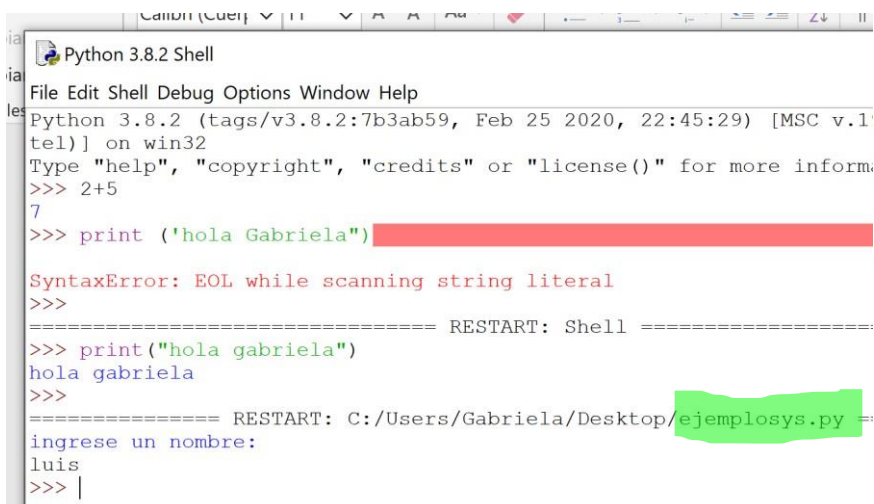 Python 3.8.2 Shell
File Edit Shell Debug Options Window Help
Python 3.8.2 (tags/v3.8.2:7b3ab59, Feb 25 2020, 22:45:29) [MSC v.1
tel)] on win32
Type "help", "copyright", "credits" or "license()" for more informa
>>> 2+5
7
>>> print ('hola Gabriela")
SyntaxError: EOL while scanning string literal
>>>
================================ RESTART: Shell ==================
>>> print("hola gabriela")
hola gabriela
>>>
=============== RESTART: C:/Users/Gabriela/Desktop/ejemplosys.py ==
ingrese un nombre:
luis
>>>